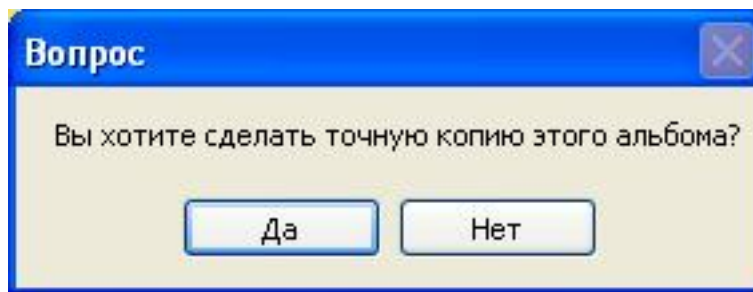 Вопрос
Вы хотите сделать точную копию этого альбома?
Да
Нет